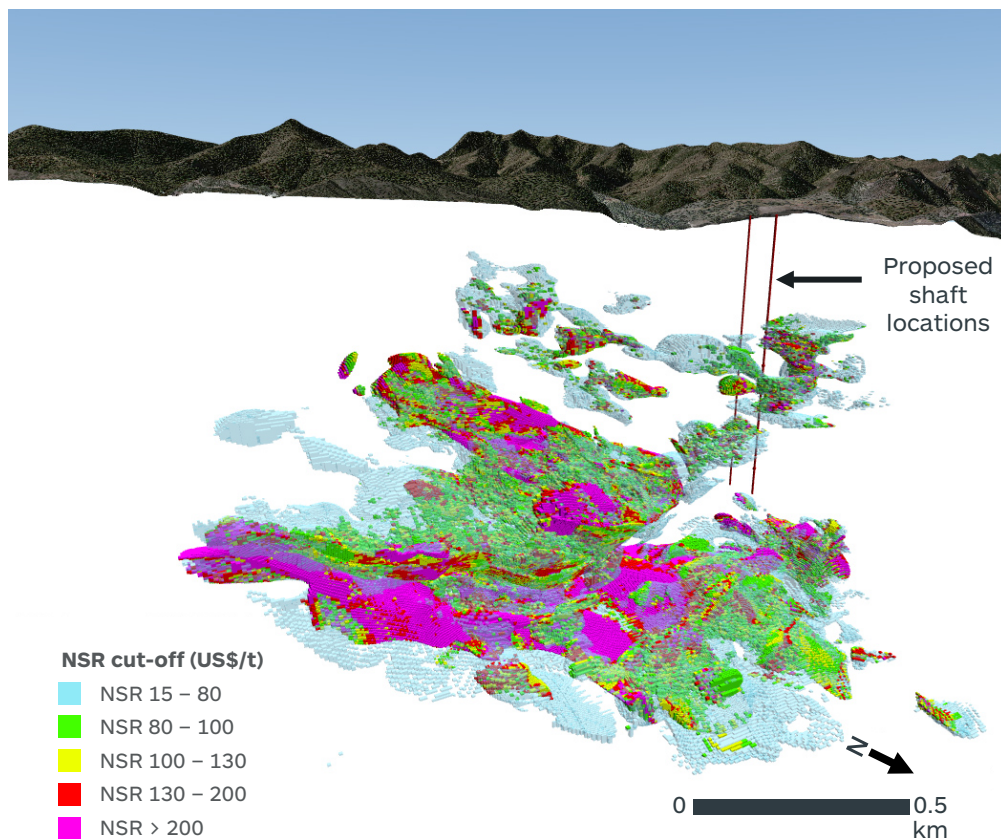 Proposed
shaft
locations
NSR cut-off (US$/t)
NSR 15 – 80
NSR 80 – 100
NSR 100 – 130
NSR 130 – 200
NSR > 200
N
0 0.5
km